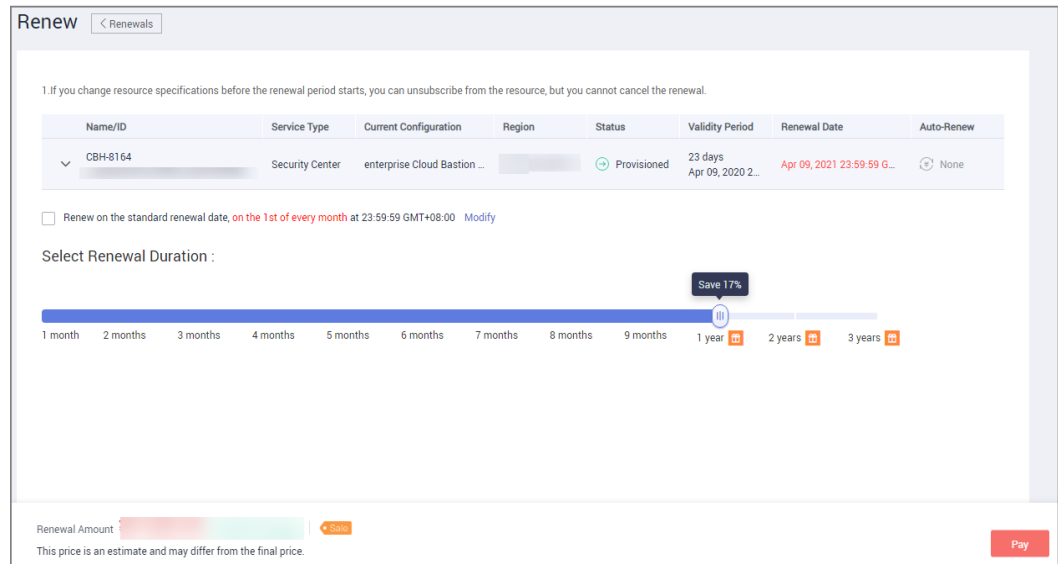 Renew < Renewals
1.If you change resource specifications before the renewal period starts, you can unsubscribe from the resource, but you cannot cancel the renewal.
Name/ID Service Type Current Configuration Region Status Validity Period Renewal Date Auto-Renew
CBH-8164 Security Center enterprise Cloud Bastion ... Provisioned 23 days Apr 09, 2021 23:59:59 G... None
Apr 09, 2020 2...
Renew on the standard renewal date, on the 1st of every month at 23:59:59 GMT+08:00 Modify
Select Renewal Duration :
Save 17%
1 month 2 months 3 months 4 months 5 months 6 months 7 months 8 months 9 months 1 year 2 years 3 years
Renewal Amount Sale
This price is an estimate and may differ from the final price.
Pay